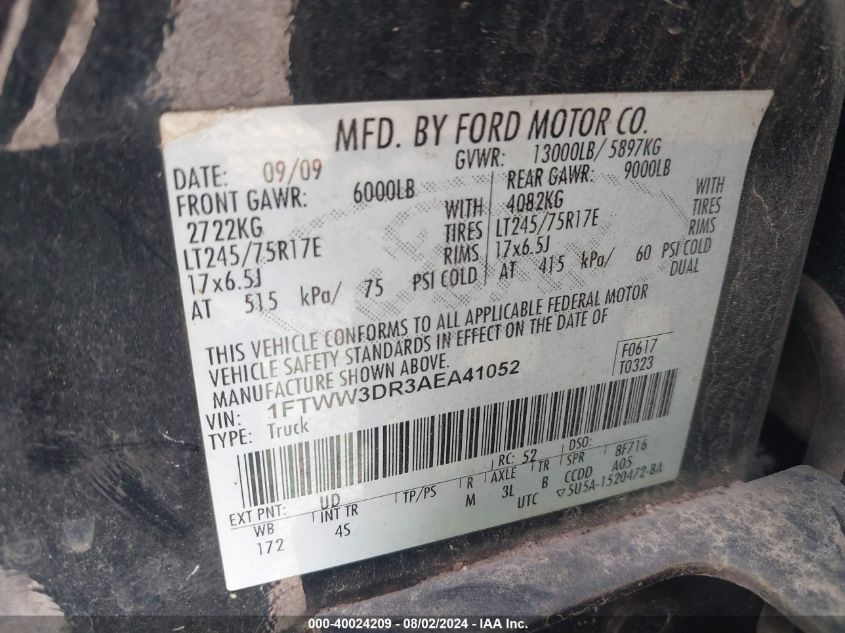 MFD. BY FORD MOTOR CO.
DATE: 09/09 GVWR: 13000LB/ 5897KG
FRONT GAWR: 6000LB REAR GAWR: 9000LB
2722KG WITH 4082KG WITH
LT245/75R17E TIRES LT245/75R17E TIRES
17x6.5J RIMS 17x6.5J RIMS
AT 515 kPa/ 75 PSI COLD AT 415 kPa/ 60 PSI COLD
DUAL
THIS VEHICLE CONFORMS TO ALL APPLICABLE FEDERAL MOTOR
VEHICLE SAFETY STANDARDS IN EFFECT ON THE DATE OF
MANUFACTURE SHOWN ABOVE.
F0617
T0323
VIN: 1FTWW3DR3AEA41052
TYPE: Truck
EXT PNT: UD RC: 52 DSO:
WB INT TR TP/PS R AXLE TR SPR 8F716
172 4S M 3L B CCDD A05
UTC ▽5U5A-1520472-BA
000-40024209 - 08/02/2024 - IAA Inc.